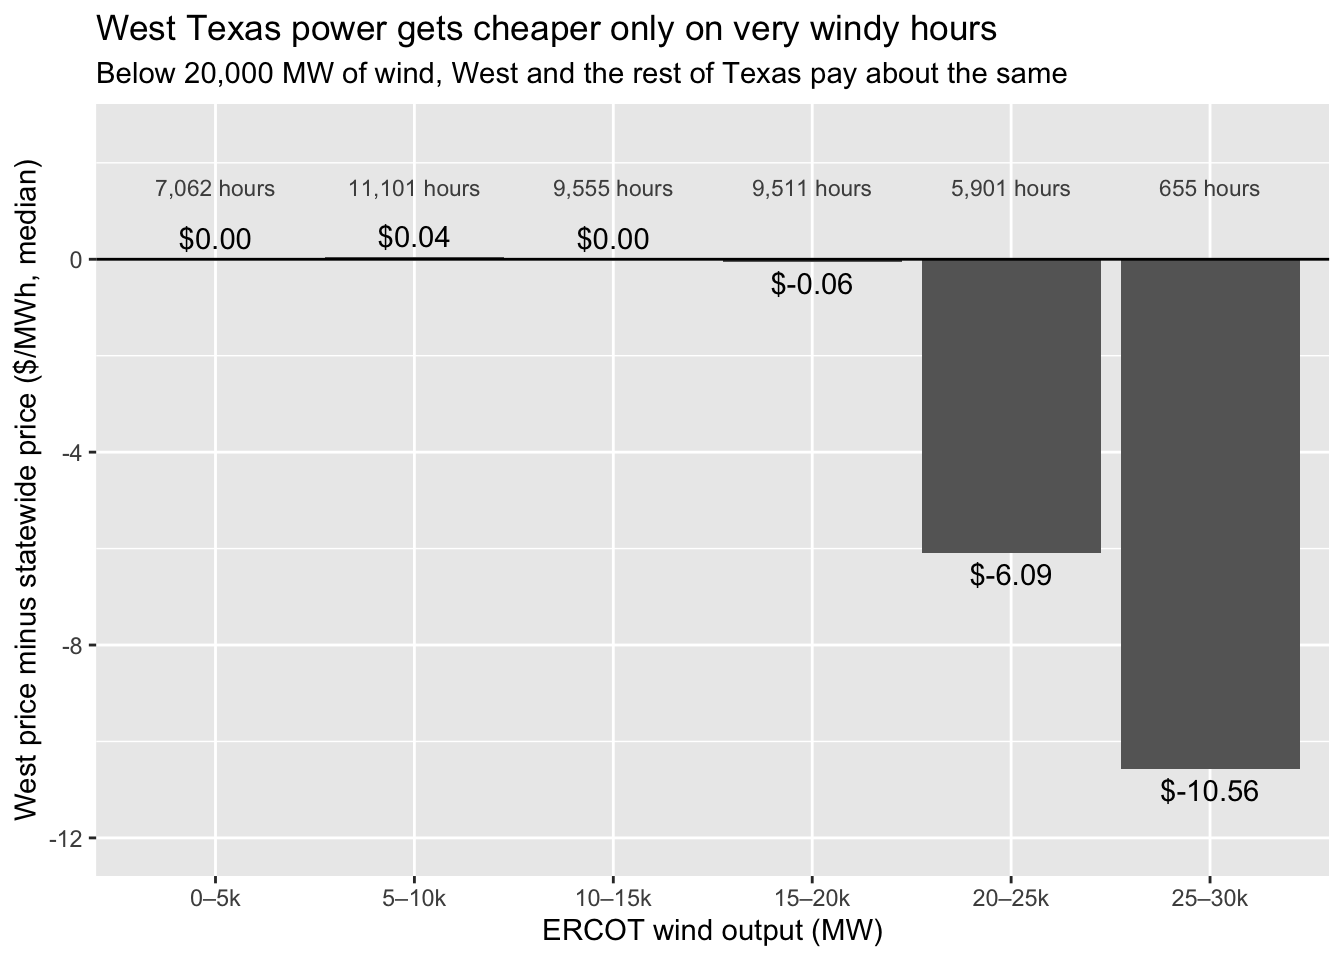 West Texas power gets cheaper only on very windy hours
Below 20,000 MW of wind, West and the rest of Texas pay about the same
West price minus statewide price ($/MWh, median)
7,062 hours 11,101 hours 9,555 hours 9,511 hours 5,901 hours 655 hours
$0.00 $0.04 $0.00
0
$-0.06
-4
$-6.09
-8
$-10.56
-12
0–5k 5–10k 10–15k 15–20k 20–25k 25–30k
ERCOT wind output (MW)